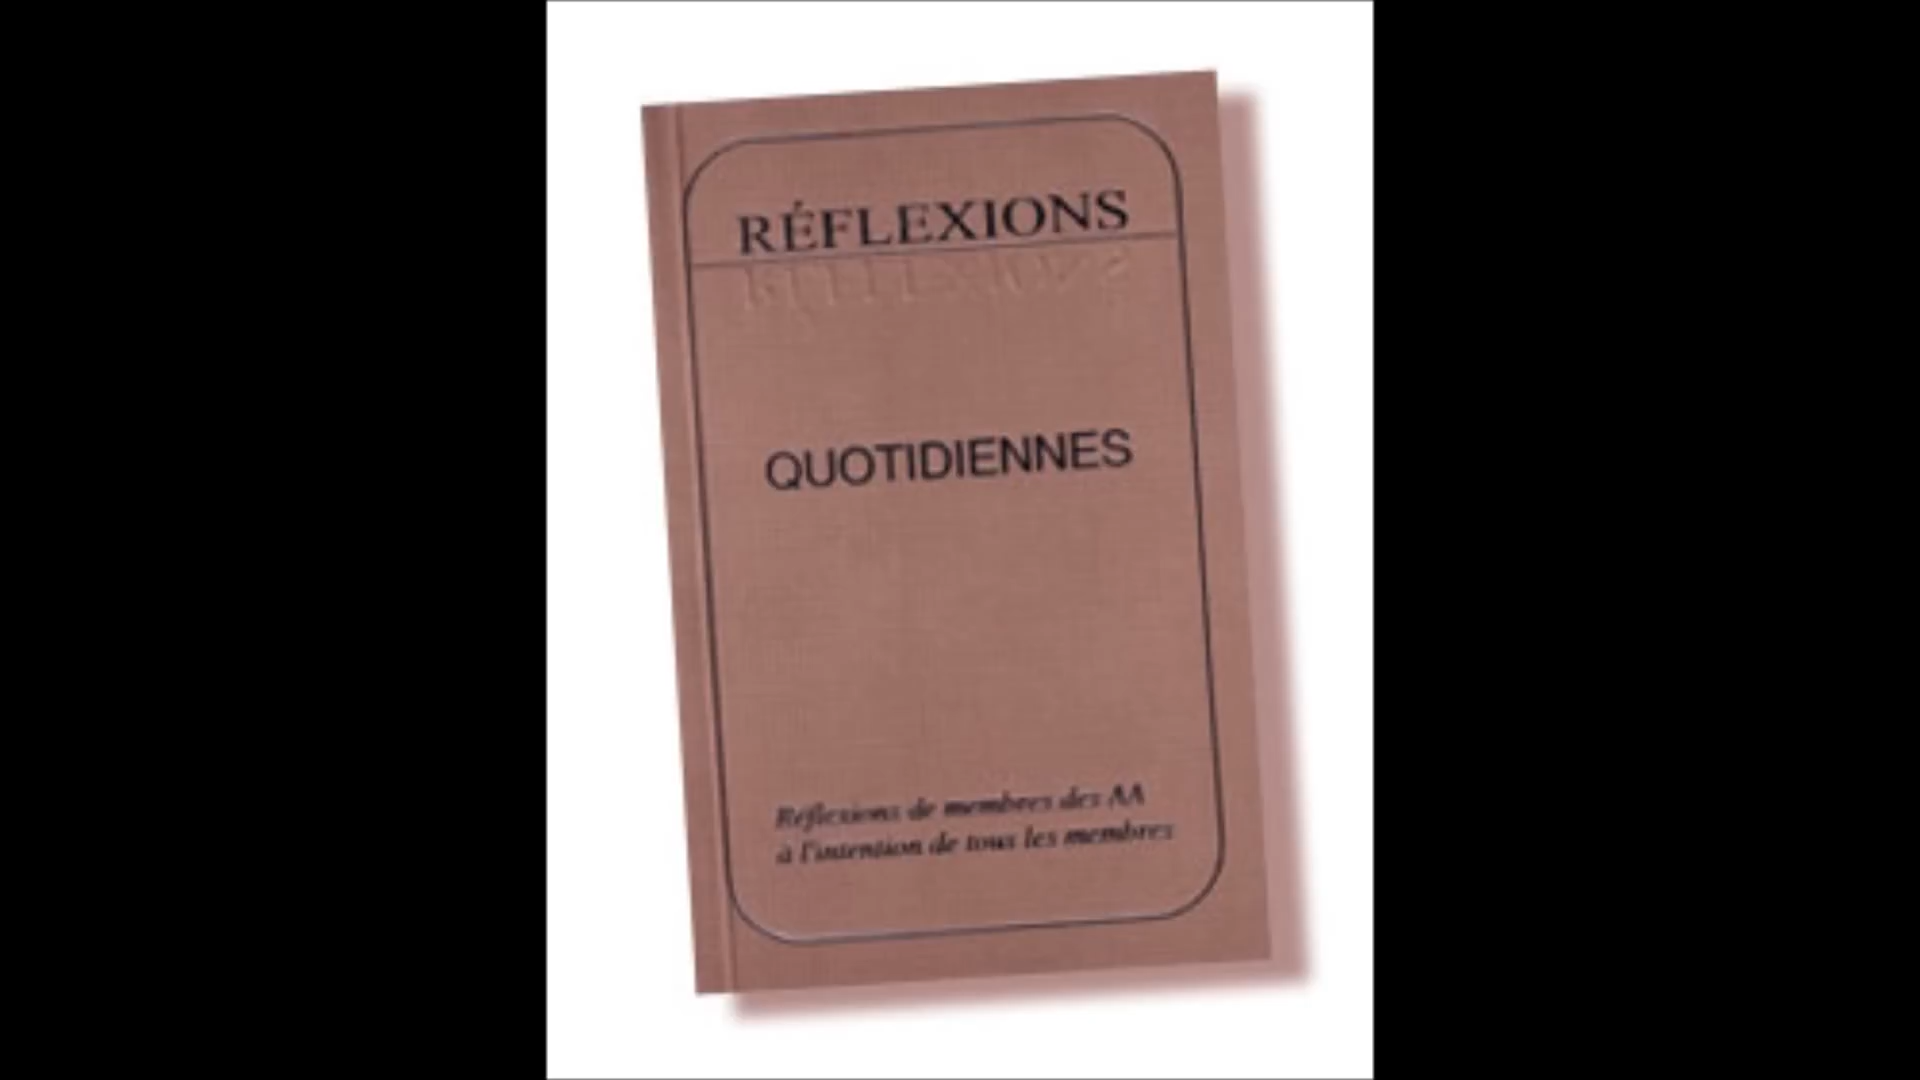 RÉFLEXIONS
QUOTIDIENNES
Réflexions de membres des AA
à l'intention de tous les membres